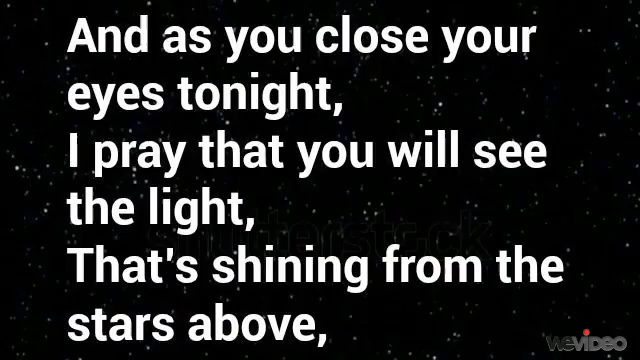 And as you close your
eyes tonight,
I pray that you will see
the light,
That's shining from the
stars above,
shutterstock
WEVIDEO